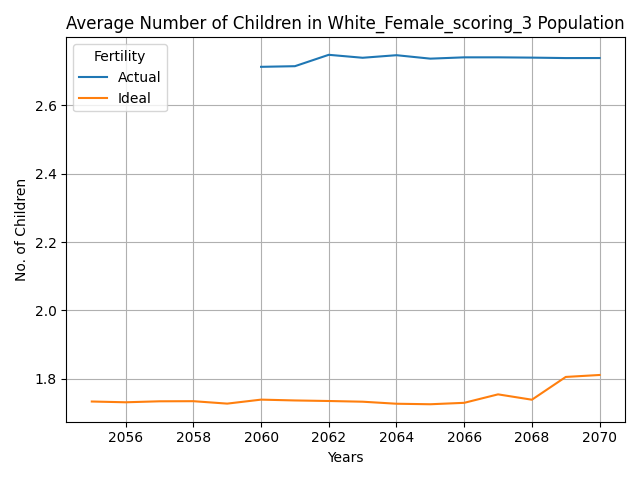 Average Number of Children in White_Female_scoring_3 Population
Fertility
Actual
Ideal
No. of Children
2.6
2.4
2.2
2.0
1.8
2056 2058 2060 2062 2064 2066 2068 2070
Years